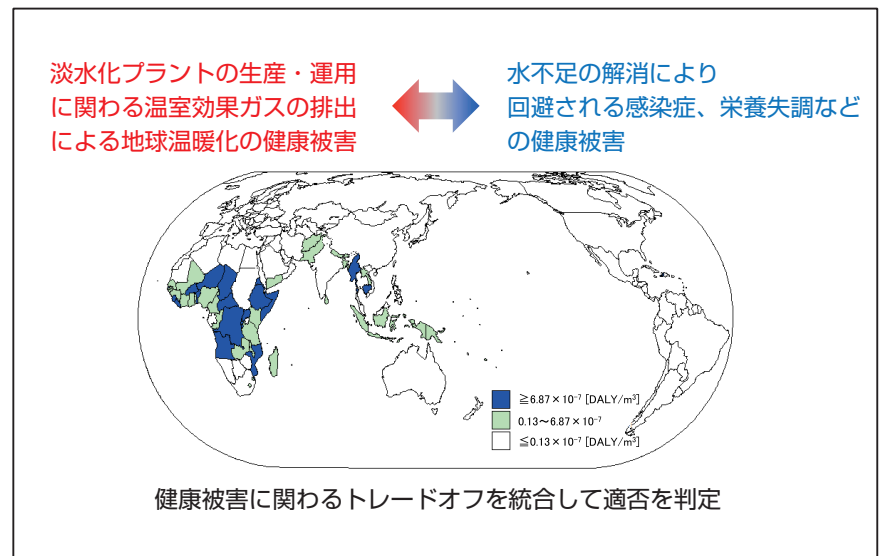 淡水化プラントの生産・運用
に関わる温室効果ガスの排出
による地球温暖化の健康被害
水不足の解消により
回避される感染症、栄養失調など
の健康被害
≧6.87×10⁻⁷ [DALY/m³]
0.13～6.87×10⁻⁷
≦0.13×10⁻⁷ [DALY/m³]
健康被害に関わるトレードオフを統合して適否を判定